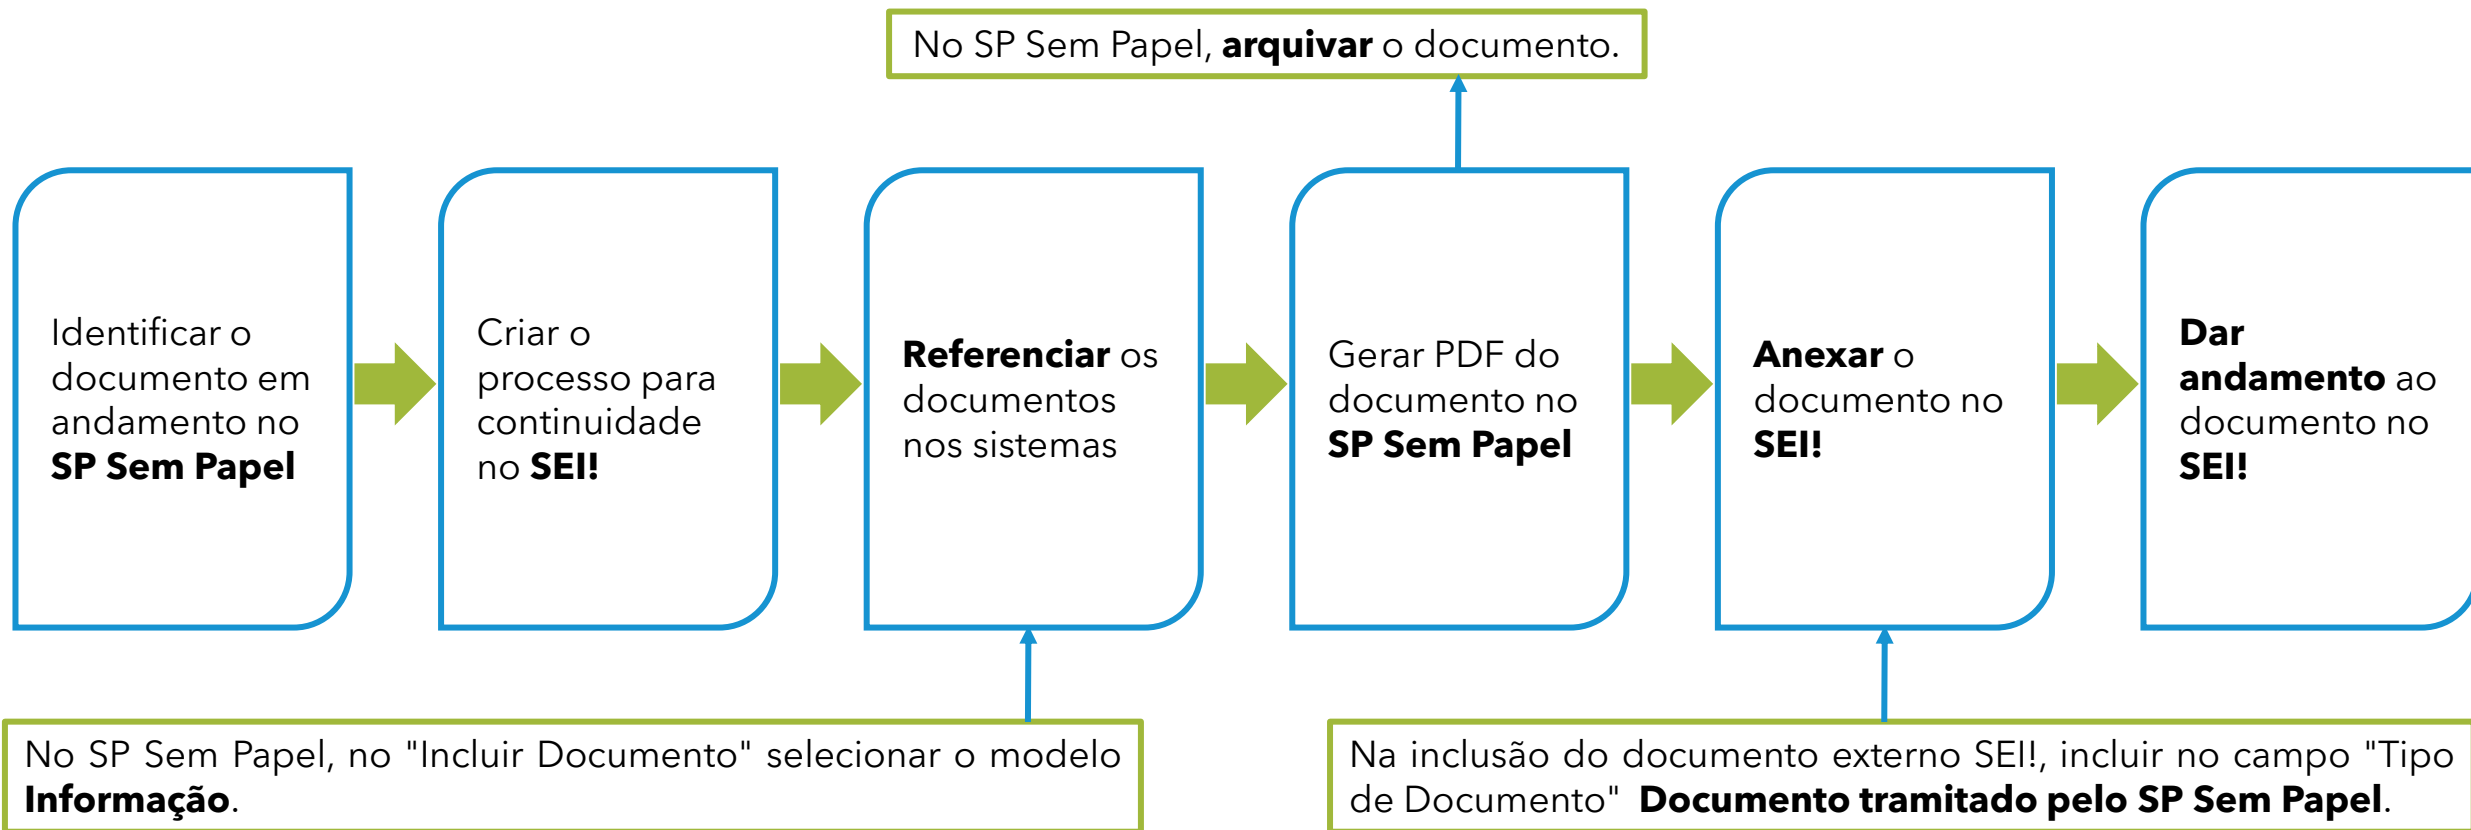 No SP Sem Papel, arquivar o documento.
Identificar o
documento em
andamento no
SP Sem Papel
Criar o
processo para
continuidade
no SEI!
Referenciar os
documentos
nos sistemas
Gerar PDF do
documento no
SP Sem Papel
Anexar o
documento no
SEI!
Dar
andamento ao
documento no
SEI!
No SP Sem Papel, no "Incluir Documento" selecionar o modelo
Informação.
Na inclusão do documento externo SEI!, incluir no campo "Tipo
de Documento" Documento tramitado pelo SP Sem Papel.